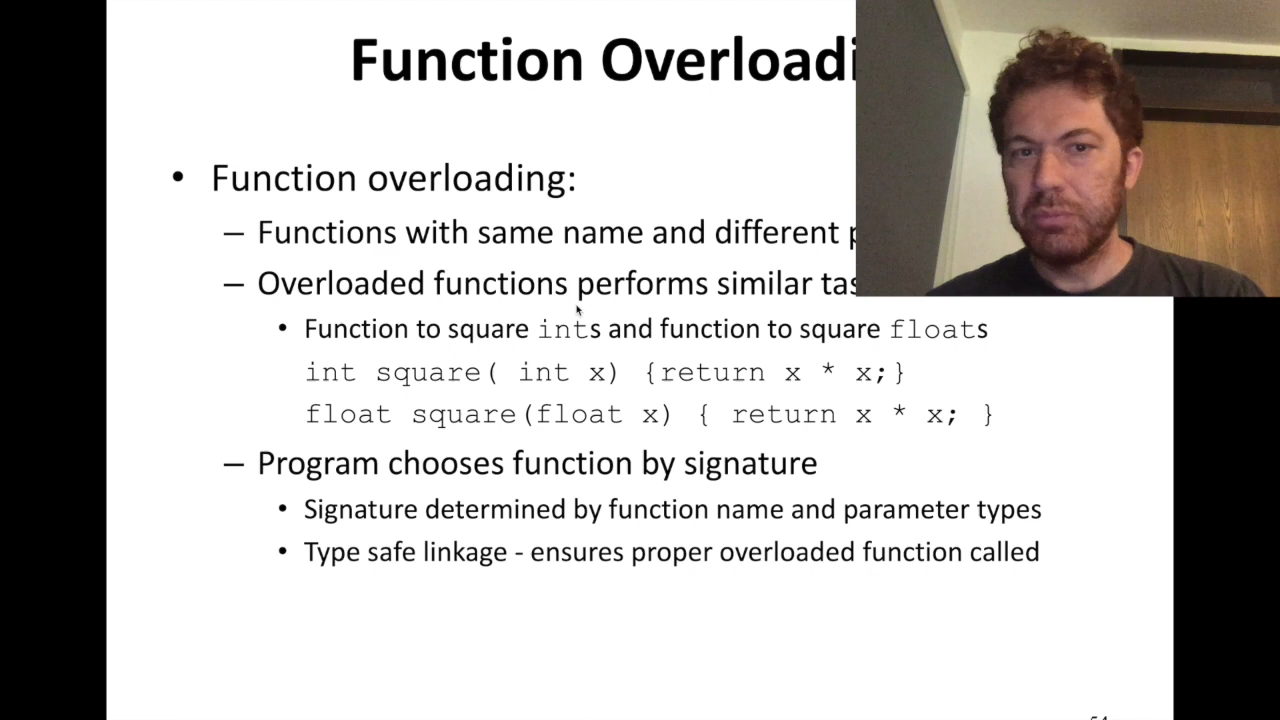 Function Overloadi
• Function overloading:
– Functions with same name and different
– Overloaded functions performs similar
• Function to square ints and function to square floats
int square( int x) {return x * x;}
float square(float x) { return x * x; }
– Program chooses function by signature
• Signature determined by function name and parameter types
• Type safe linkage - ensures proper overloaded function called